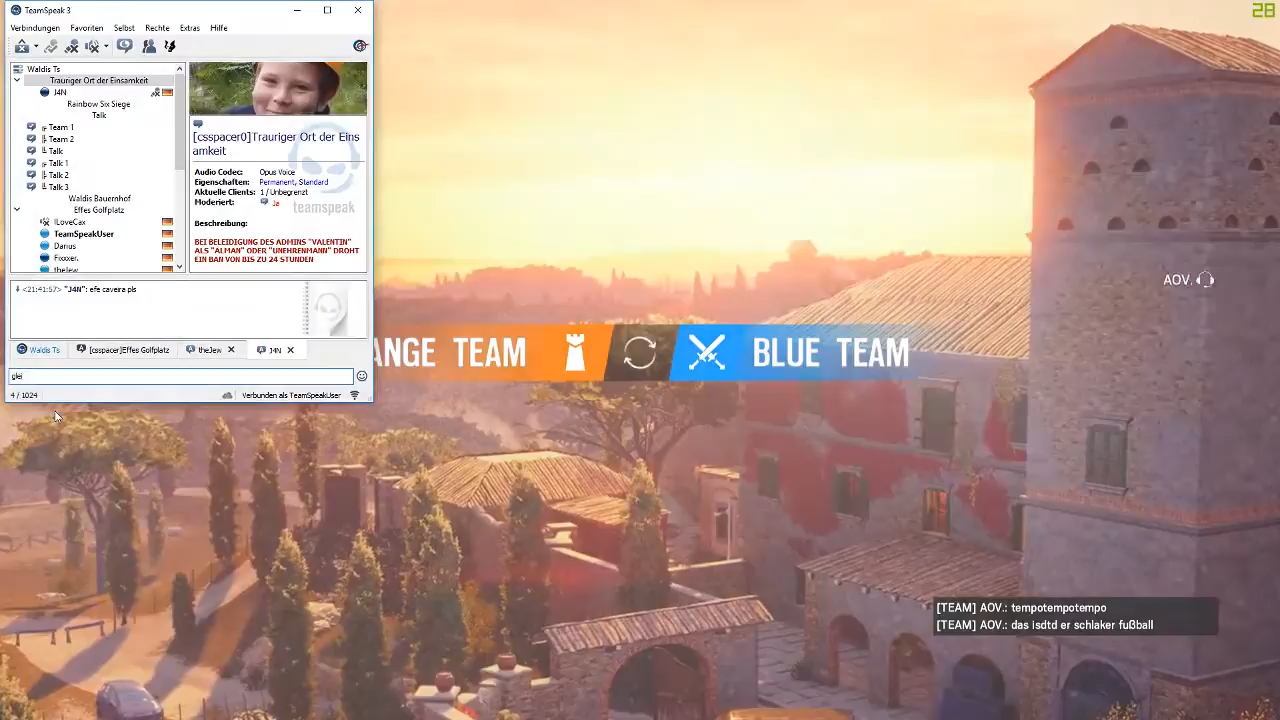 TeamSpeak 3
Verbindungen Favoriten Selbst Rechte Extras Hilfe
Waldis Ts
Trauriger Ort der Einsamkeit
J4N
Rainbow Six Siege
Talk
Team 1
Team 2
Talk
Talk 1
Talk 2
Talk 3
Waldis Bauernhof
Effes Golfplatz
ILoveCax
TeamSpeakUser
Darius
Fixxxer.
theJew
[csspacer0]Trauriger Ort der Eins
amkeit
Audio Codec: Opus Voice
Eigenschaften: Permanent, Standard
Aktuelle Clients: 1 / Unbegrenzt
Moderiert: Ja
teamspeak
Beschreibung:
BEI BELEIDIGUNG DES ADMINS "VALENTIN"
ALS "ALMAN" ODER "UNEHRENMANN" DROHT
EIN BAN VON BIS ZU 24 STUNDEN
<21:41:57> "J4N": efe caveira pls
Waldis Ts [csspacer]Effes Golfplatz theJew J4N
glei
4 / 1024 Verbunden als TeamSpeakUser
28
AOV.
ANGE TEAM BLUE TEAM
[TEAM] AOV.: tempotempotempo
[TEAM] AOV.: das isdtd er schlaker fußball